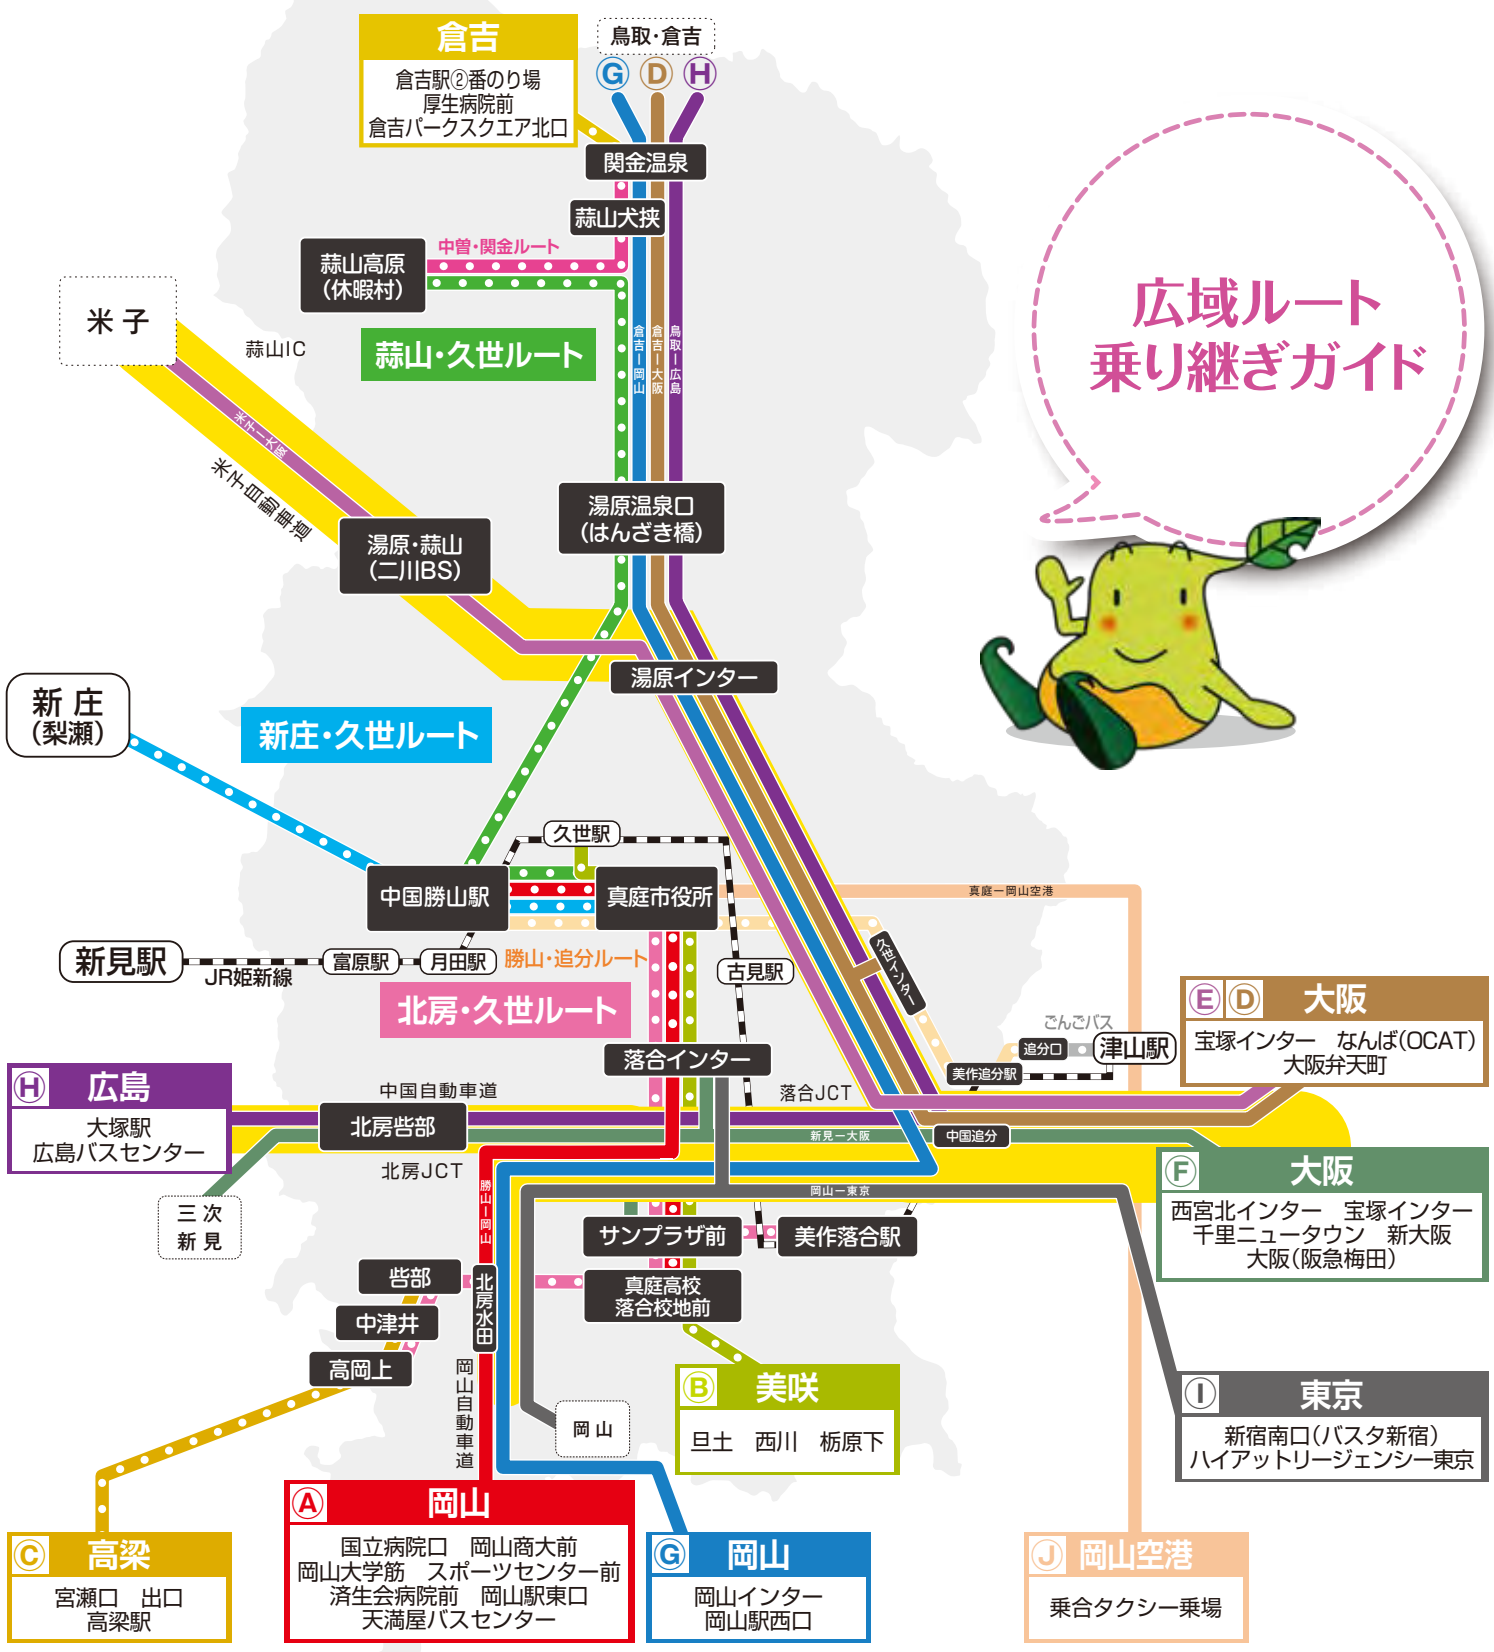 倉吉
倉吉駅②番のり場
厚生病院前
倉吉パークスクエア北口
鳥取・倉吉
G
D
H
関金温泉
蒜山犬挟
中曽・関金ルート
蒜山高原
(休暇村)
蒜山・久世ルート
米子
蒜山IC
倉吉ー岡山
倉吉ー大阪
鳥取ー広島
米子ー大阪
米子自動車道
広域ルート
乗り継ぎガイド
湯原温泉口
(はんざき橋)
湯原・蒜山
(二川BS)
湯原インター
新庄
(梨瀬)
新庄・久世ルート
久世駅
中国勝山駅
真庭市役所
真庭ー岡山空港
新見駅
JR姫新線
富原駅
月田駅
勝山・追分ルート
古見駅
久世インター
北房・久世ルート
落合インター
ごんごバス
追分口
津山駅
美作追分駅
E D 大阪
宝塚インター なんば(OCAT)
大阪弁天町
H 広島
大塚駅
広島バスセンター
中国自動車道
落合JCT
北房呰部
新見ー大阪
中国追分
北房JCT
三次
新見
勝山ー岡山
岡山ー東京
F 大阪
西宮北インター 宝塚インター
千里ニュータウン 新大阪
大阪(阪急梅田)
サンプラザ前
美作落合駅
呰部
北房水田
真庭高校
落合校地前
中津井
高岡上
岡山自動車道
岡山
B 美咲
旦土 西川 栃原下
I 東京
新宿南口(バスタ新宿)
ハイアットリージェンシー東京
C 高梁
宮瀬口 出口
高梁駅
A 岡山
国立病院口 岡山商大前
岡山大学筋 スポーツセンター前
済生会病院前 岡山駅東口
天満屋バスセンター
G 岡山
岡山インター
岡山駅西口
J 岡山空港
乗合タクシー乗場